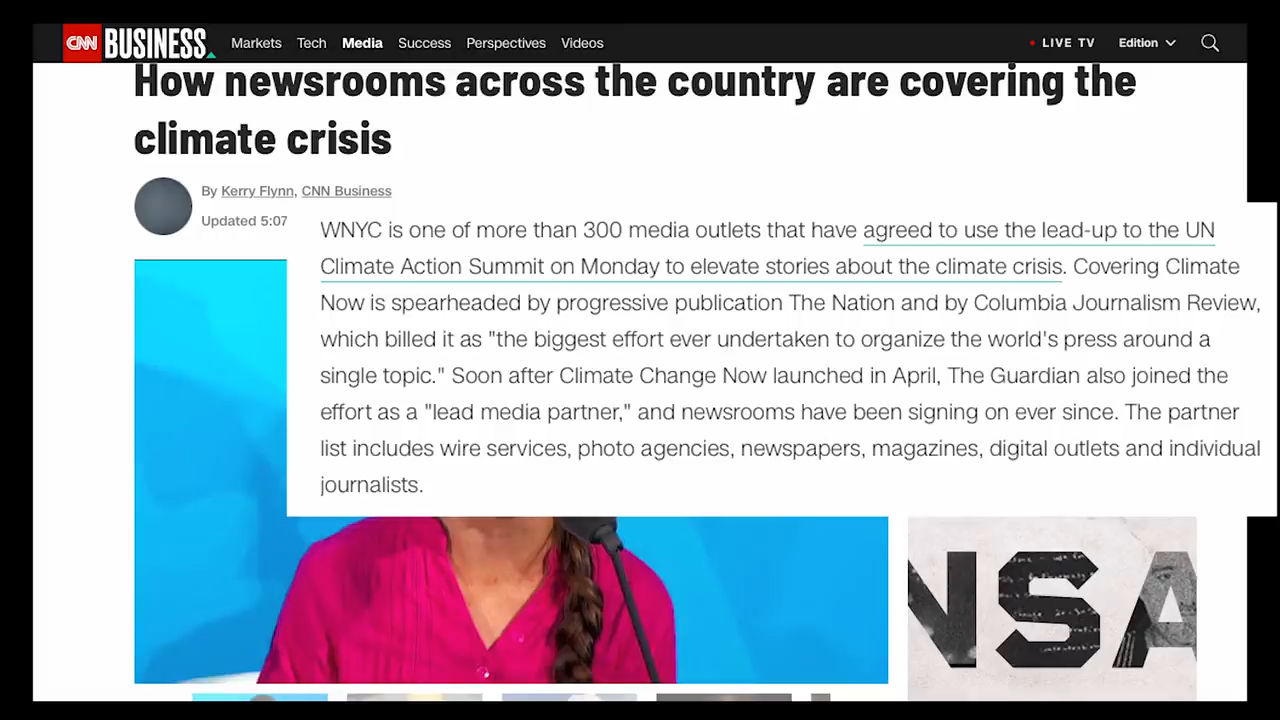 CNN BUSINESS Markets Tech Media Success Perspectives Videos LIVE TV Edition
How newsrooms across the country are covering the
climate crisis
By Kerry Flynn, CNN Business
Updated 5:07
WNYC is one of more than 300 media outlets that have agreed to use the lead-up to the UN
Climate Action Summit on Monday to elevate stories about the climate crisis. Covering Climate
Now is spearheaded by progressive publication The Nation and by Columbia Journalism Review,
which billed it as "the biggest effort ever undertaken to organize the world's press around a
single topic." Soon after Climate Change Now launched in April, The Guardian also joined the
effort as a "lead media partner," and newsrooms have been signing on ever since. The partner
list includes wire services, photo agencies, newspapers, magazines, digital outlets and individual
journalists.
NSA